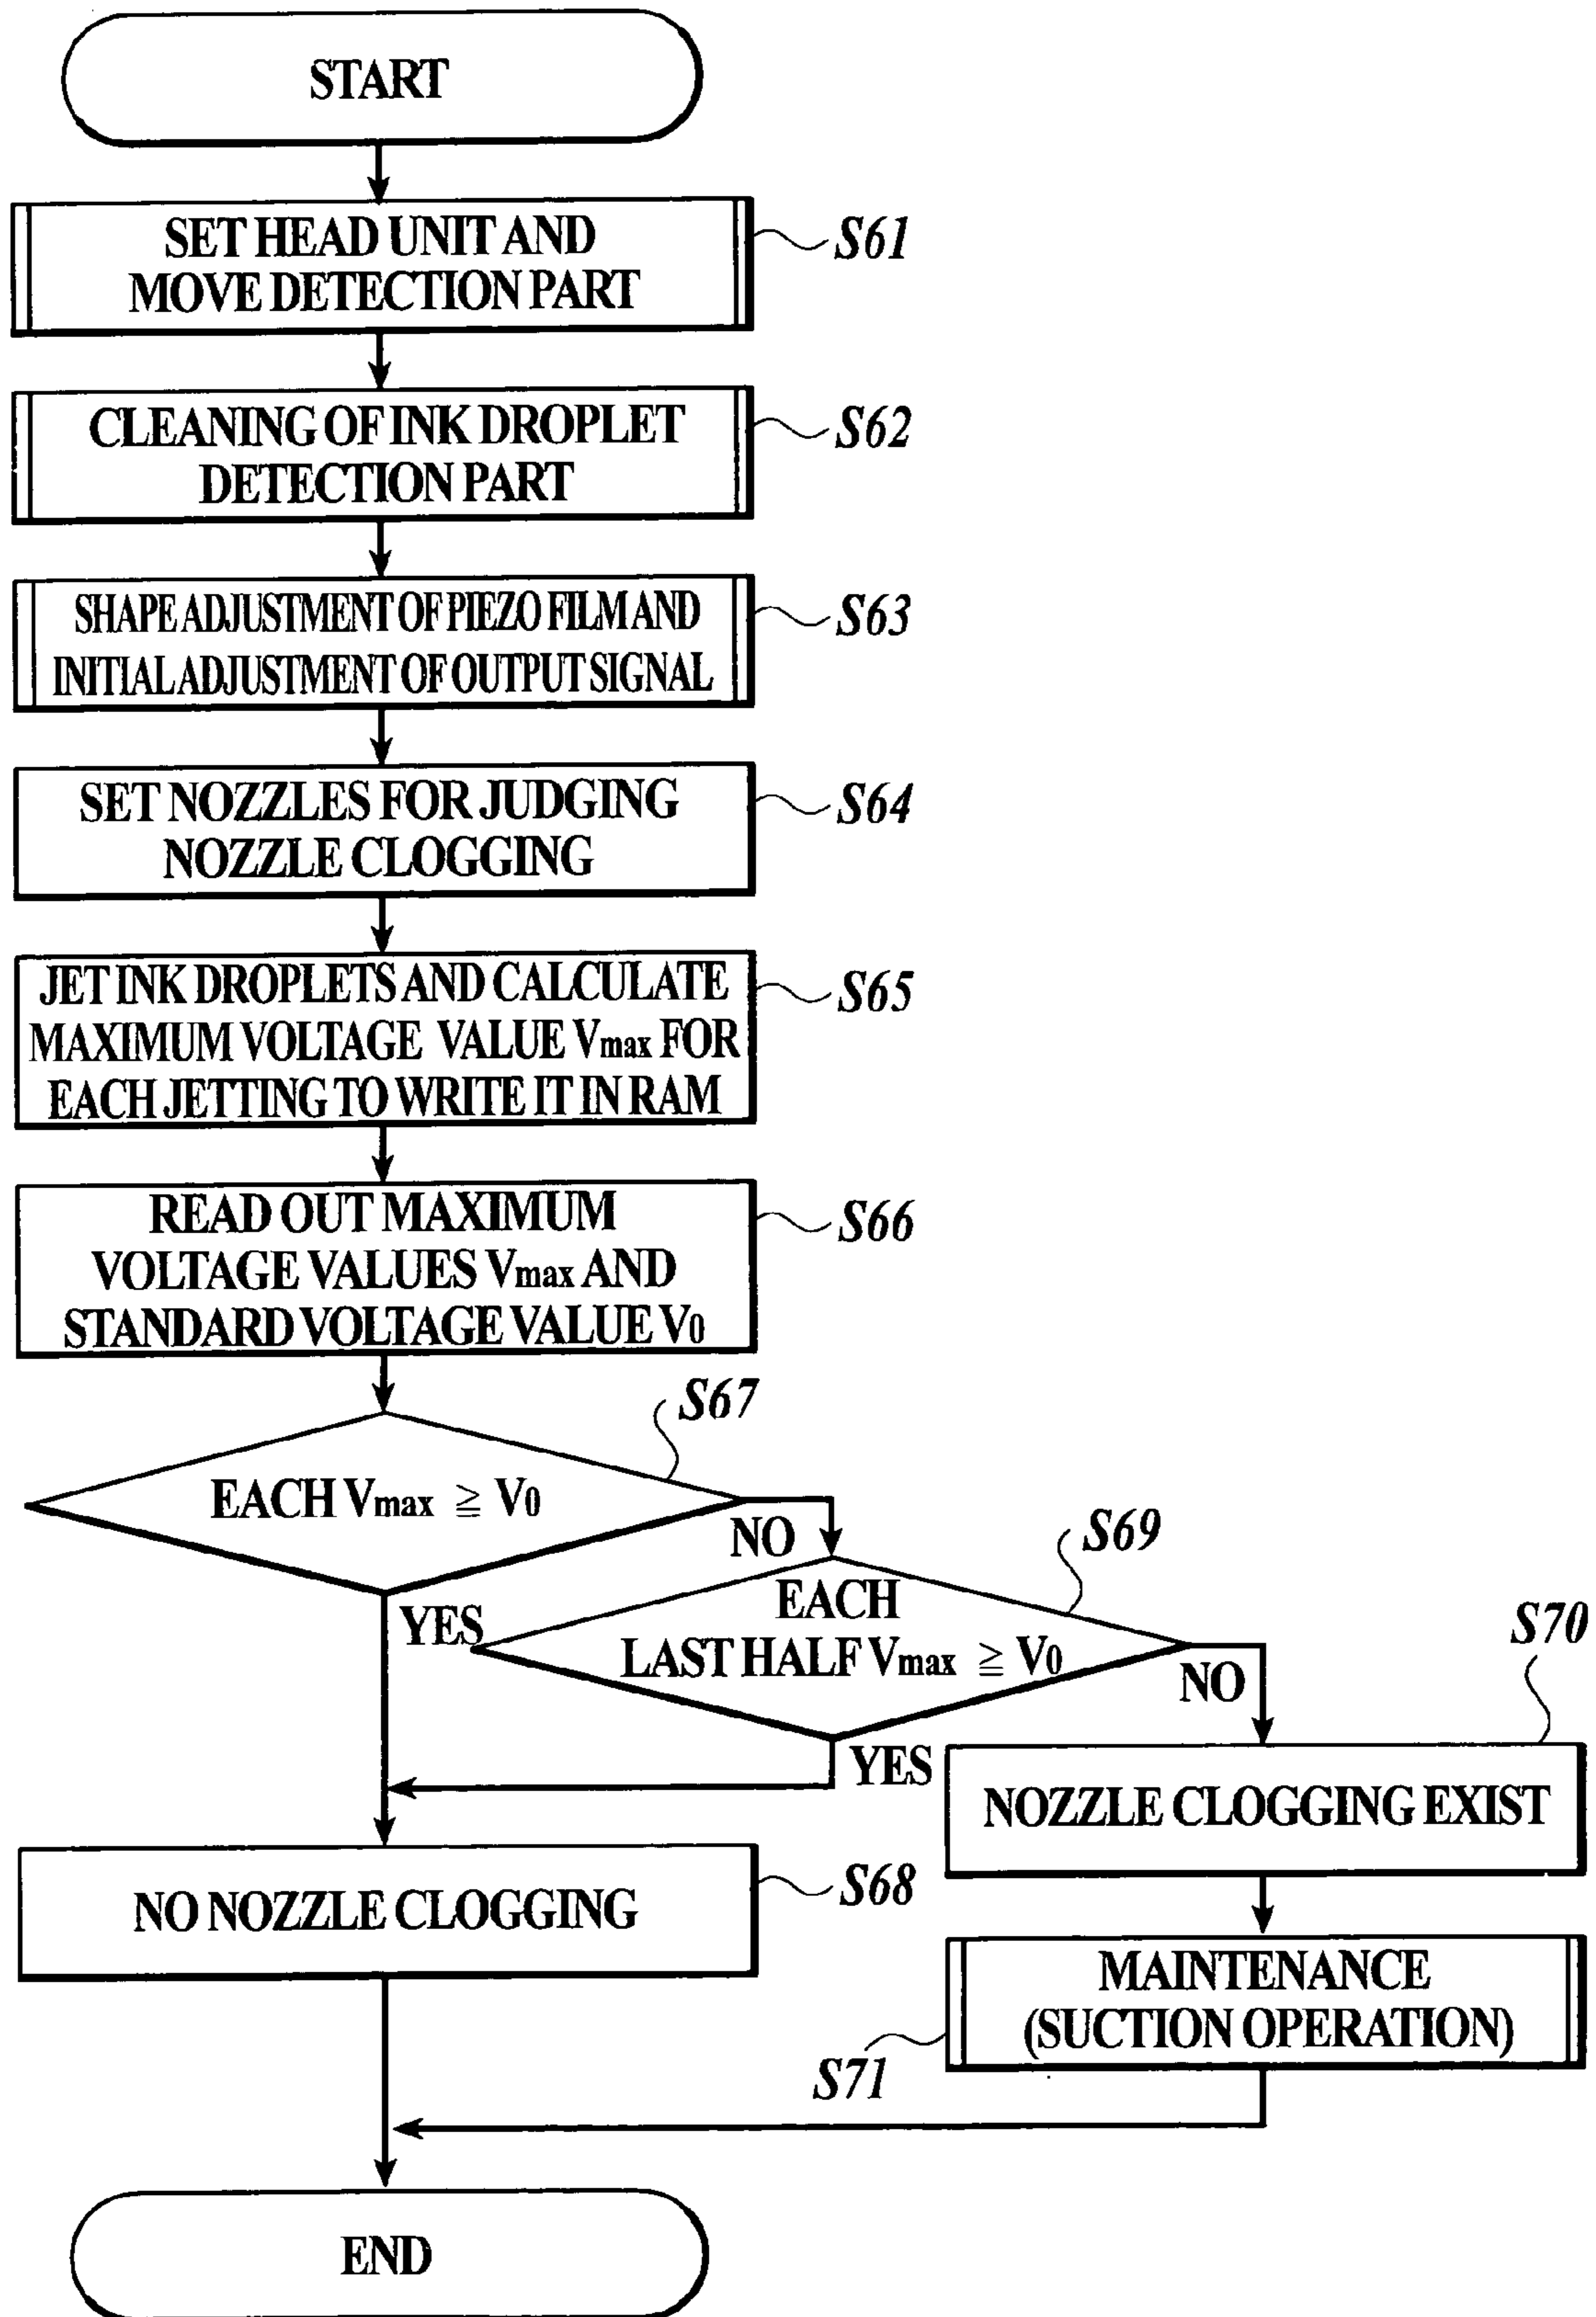 START
SET HEAD UNIT AND
MOVE DETECTION PART
S61
CLEANING OF INK DROPLET
DETECTION PART
S62
SHAPE ADJUSTMENT OF PIEZO FILM AND
INITIAL ADJUSTMENT OF OUTPUT SIGNAL
S63
SET NOZZLES FOR JUDGING
NOZZLE CLOGGING
S64
JET INK DROPLETS AND CALCULATE
MAXIMUM VOLTAGE VALUE Vmax FOR
EACH JETTING TO WRITE IT IN RAM
S65
READ OUT MAXIMUM
VOLTAGE VALUES Vmax AND
STANDARD VOLTAGE VALUE V0
S66
S67
EACH Vmax ≧ V0
NO
YES
S69
EACH
LAST HALF Vmax ≧ V0
NO
YES
S70
NOZZLE CLOGGING EXIST
NO NOZZLE CLOGGING
S68
MAINTENANCE
(SUCTION OPERATION)
S71
END